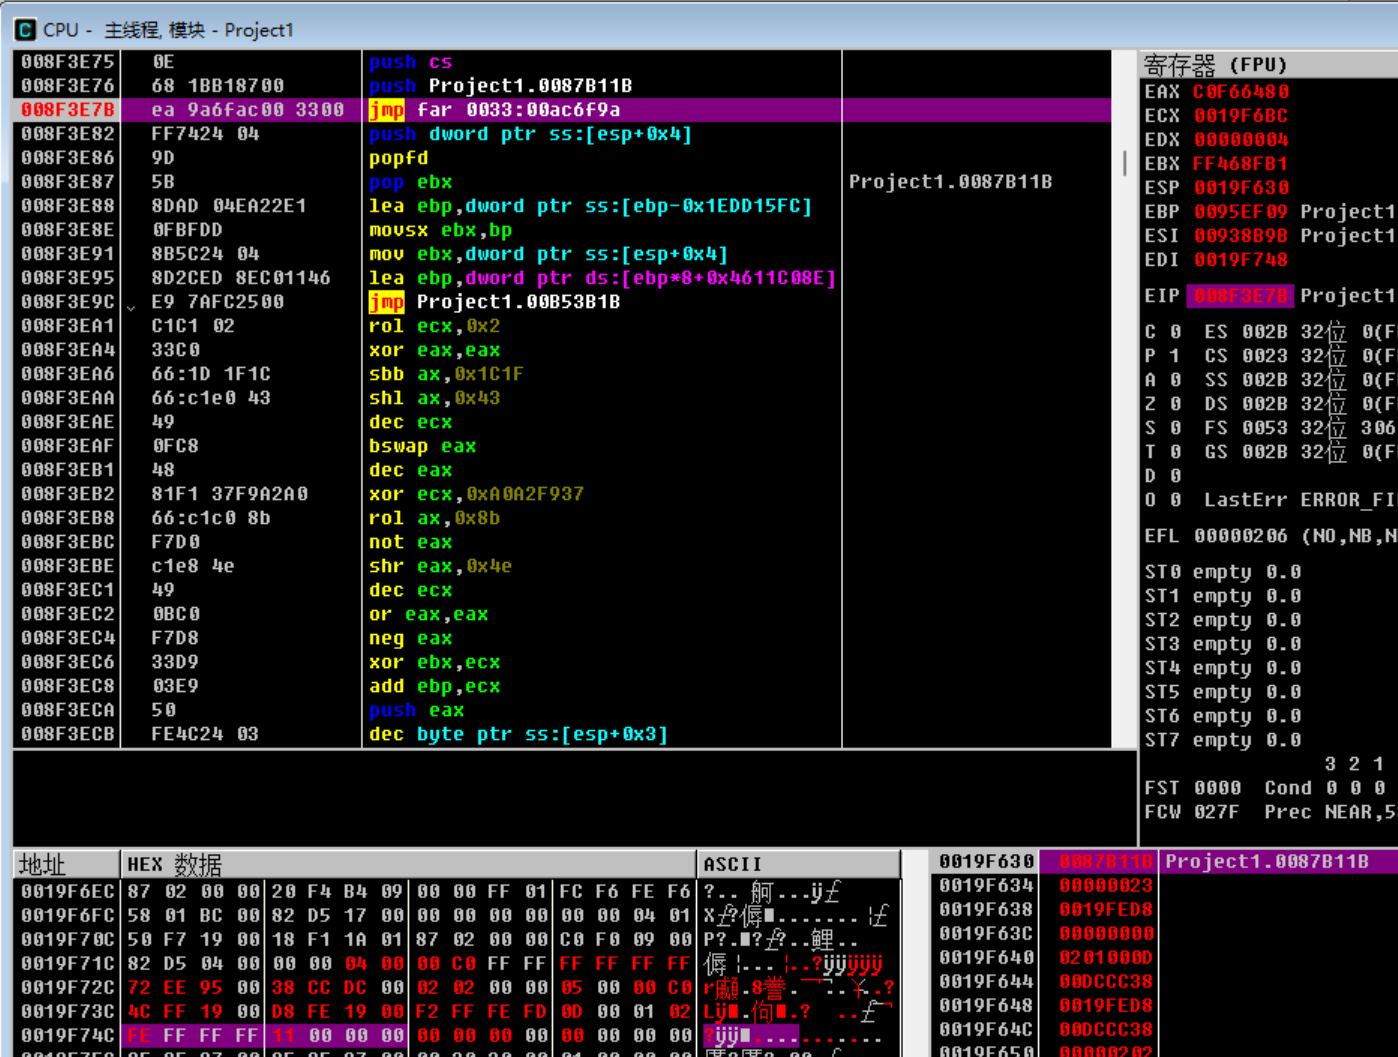 CPU - 主线程, 模块 - Project1
008F3E75 0E push cs
008F3E76 68 1BB18700 push Project1.0087B11B
008F3E7B ea 9a6fac00 3300 jmp far 0033:00ac6f9a
008F3E82 FF7424 04 push dword ptr ss:[esp+0x4]
008F3E86 9D popfd
008F3E87 5B pop ebx Project1.0087B11B
008F3E88 8DAD 04EA22E1 lea ebp,dword ptr ss:[ebp-0x1EDD15FC]
008F3E8E 0FBFDD movsx ebx,bp
008F3E91 8B5C24 04 mov ebx,dword ptr ss:[esp+0x4]
008F3E95 8D2CED 8EC01146 lea ebp,dword ptr ds:[ebp*8+0x4611C08E]
008F3E9C E9 7AFC2500 jmp Project1.00B53B1B
008F3EA1 C1C1 02 rol ecx,0x2
008F3EA4 33C0 xor eax,eax
008F3EA6 66:1D 1F1C sbb ax,0x1C1F
008F3EAA 66:c1e0 43 shl ax,0x43
008F3EAE 49 dec ecx
008F3EAF 0FC8 bswap eax
008F3EB1 48 dec eax
008F3EB2 81F1 37F9A2A0 xor ecx,0xA0A2F937
008F3EB8 66:c1c0 8b rol ax,0x8b
008F3EBC F7D0 not eax
008F3EBE c1e8 4e shr eax,0x4e
008F3EC1 49 dec ecx
008F3EC2 0BC0 or eax,eax
008F3EC4 F7D8 neg eax
008F3EC6 33D9 xor ebx,ecx
008F3EC8 03E9 add ebp,ecx
008F3ECA 50 push eax
008F3ECB FE4C24 03 dec byte ptr ss:[esp+0x3]
寄存器 (FPU)
EAX C0F66480
ECX 0019F6BC
EDX 00000004
EBX FF468FB1
ESP 0019F630
EBP 0095EF09 Project1
ESI 00938B9B Project1
EDI 0019F748
EIP 008F3E7B Project1
C 0 ES 002B 32位 0(F
P 1 CS 0023 32位 0(F
A 0 SS 002B 32位 0(F
Z 0 DS 002B 32位 0(F
S 0 FS 0053 32位 306
T 0 GS 002B 32位 0(F
D 0
O 0 LastErr ERROR_FI
EFL 00000206 (NO,NB,N
ST0 empty 0.0
ST1 empty 0.0
ST2 empty 0.0
ST3 empty 0.0
ST4 empty 0.0
ST5 empty 0.0
ST6 empty 0.0
ST7 empty 0.0
3 2 1
FST 0000 Cond 0 0 0
FCW 027F Prec NEAR,5
地址 HEX 数据 ASCII
0019F6EC 87 02 00 00 20 F4 B4 09 00 00 FF 01 FC F6 FE F6
0019F6FC 58 01 BC 00 82 D5 17 00 00 00 00 00 00 00 04 01
0019F70C 50 F7 19 00 18 F1 1A 01 87 02 00 00 C0 F0 09 00
0019F71C 82 D5 04 00 00 00 04 00 00 C0 FF FF FF FF FF FF
0019F72C 72 EE 95 00 38 CC DC 00 02 02 00 00 05 00 00 C0
0019F73C 4C FF 19 00 D8 FE 19 00 F2 FF FE FD 0D 00 01 02
0019F74C FE FF FF FF 11 00 00 00 00 00 00 00 00 00 00 00
0019F630 0087B11B Project1.0087B11B
0019F634 00000023
0019F638 0019FED8
0019F63C 00000000
0019F640 0201000D
0019F644 00DCCC38
0019F648 0019FED8
0019F64C 00DCCC38
0019F650 00000202